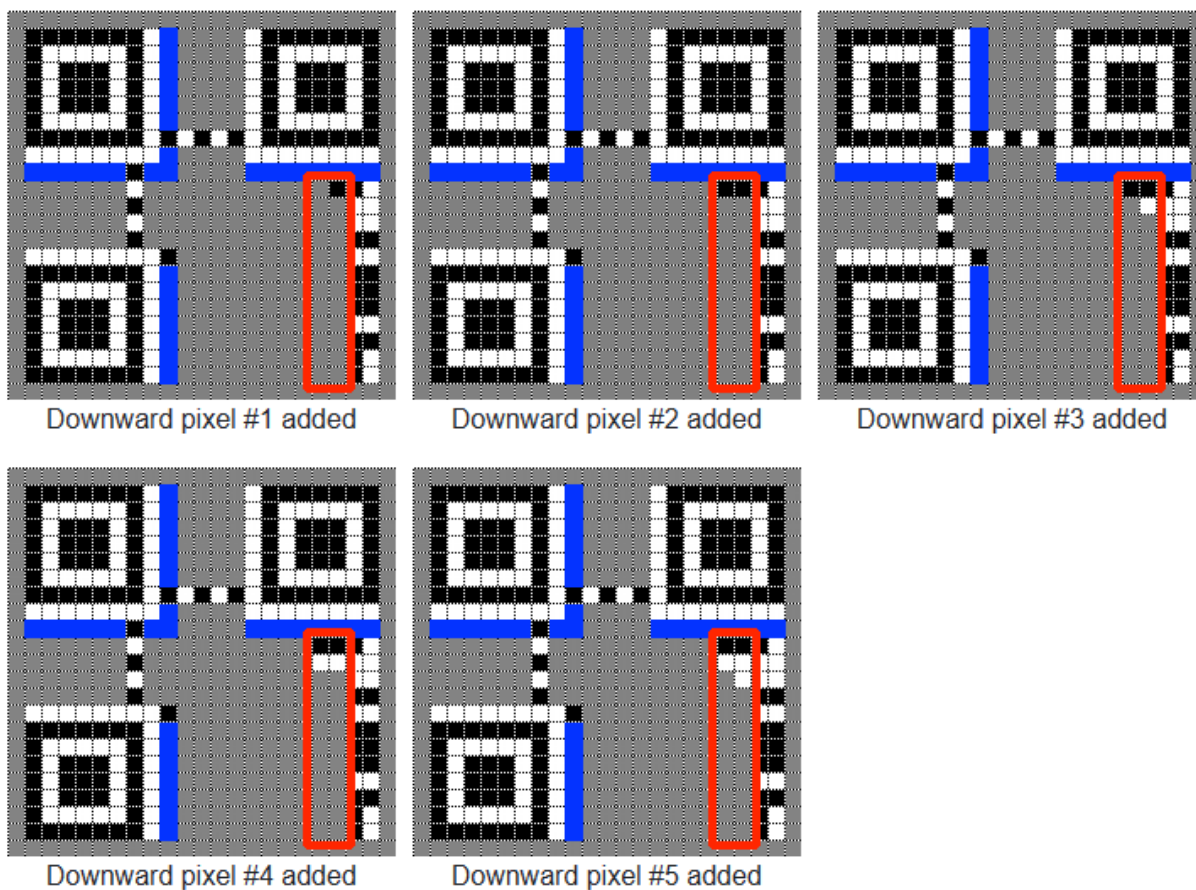 Downward pixel #1 added
Downward pixel #2 added
Downward pixel #3 added
Downward pixel #4 added
Downward pixel #5 added